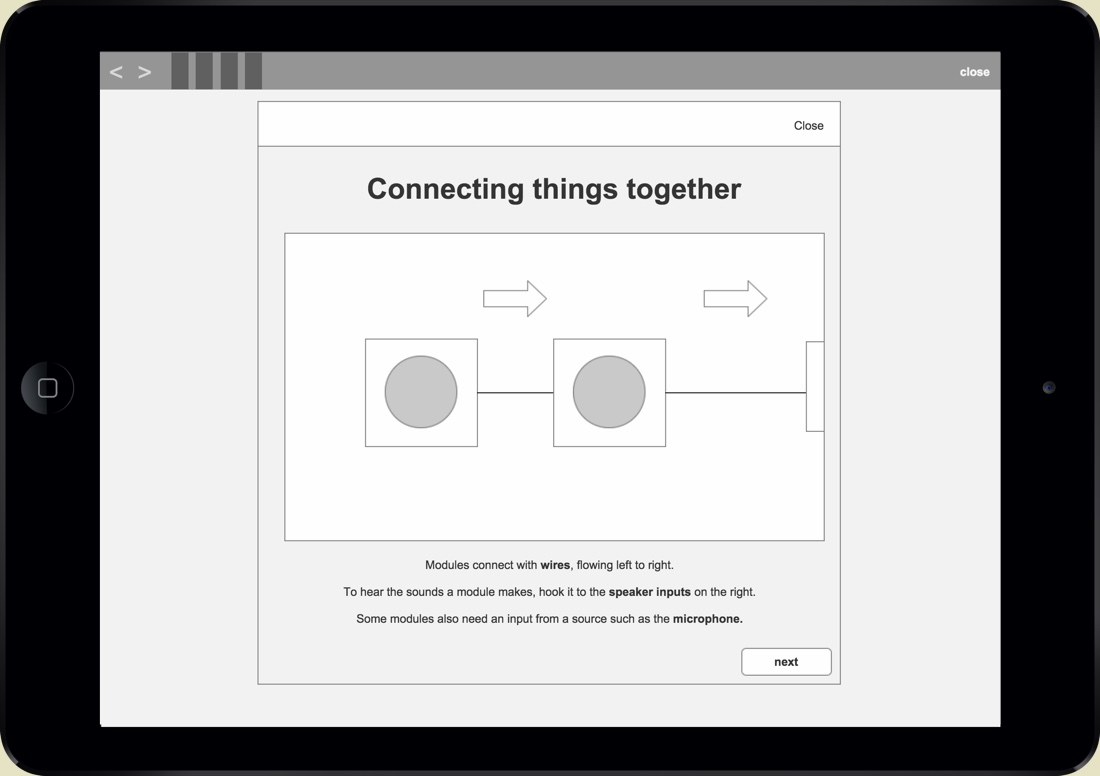 < >
close
Close
Connecting things together
Modules connect with wires, flowing left to right.
To hear the sounds a module makes, hook it to the speaker inputs on the right.
Some modules also need an input from a source such as the microphone.
next